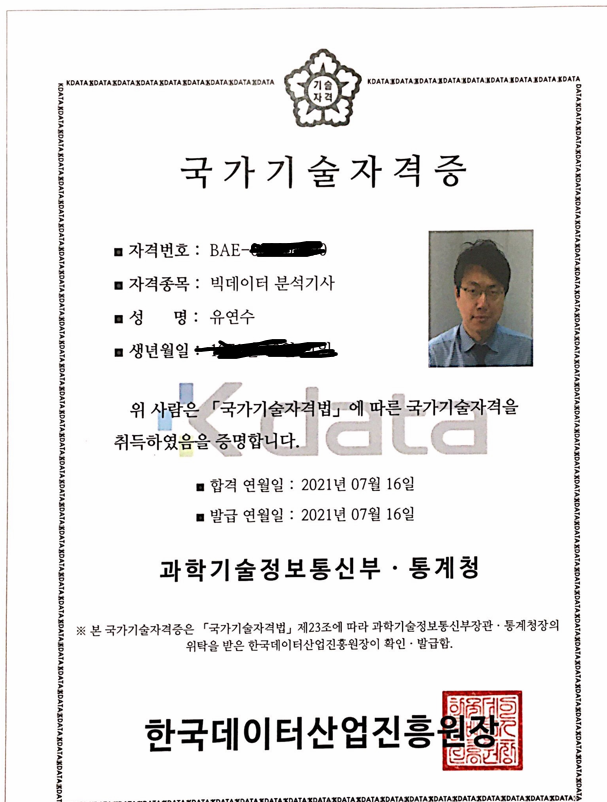 KDATA KDATA KDATA KDATA KDATA KDATA KDATA KDATA KDATA
기술
자격
KDATA KDATA KDATA KDATA KDATA KDATA KDATA KDATA KDATA
국가기술자격증
■ 자격번호 : BAE-
■ 자격종목 : 빅데이터 분석기사
■ 성 명 : 유연수
■ 생년월일 :
Kdata
위 사람은 「국가기술자격법」에 따른 국가기술자격을
취득하였음을 증명합니다.
■ 합격 연월일 : 2021년 07월 16일
■ 발급 연월일 : 2021년 07월 16일
과학기술정보통신부 · 통계청
※ 본 국가기술자격증은 「국가기술자격법」 제23조에 따라 과학기술정보통신부장관 · 통계청장의
위탁을 받은 한국데이터산업진흥원장이 확인 · 발급함.
한국데이터산업진흥원장